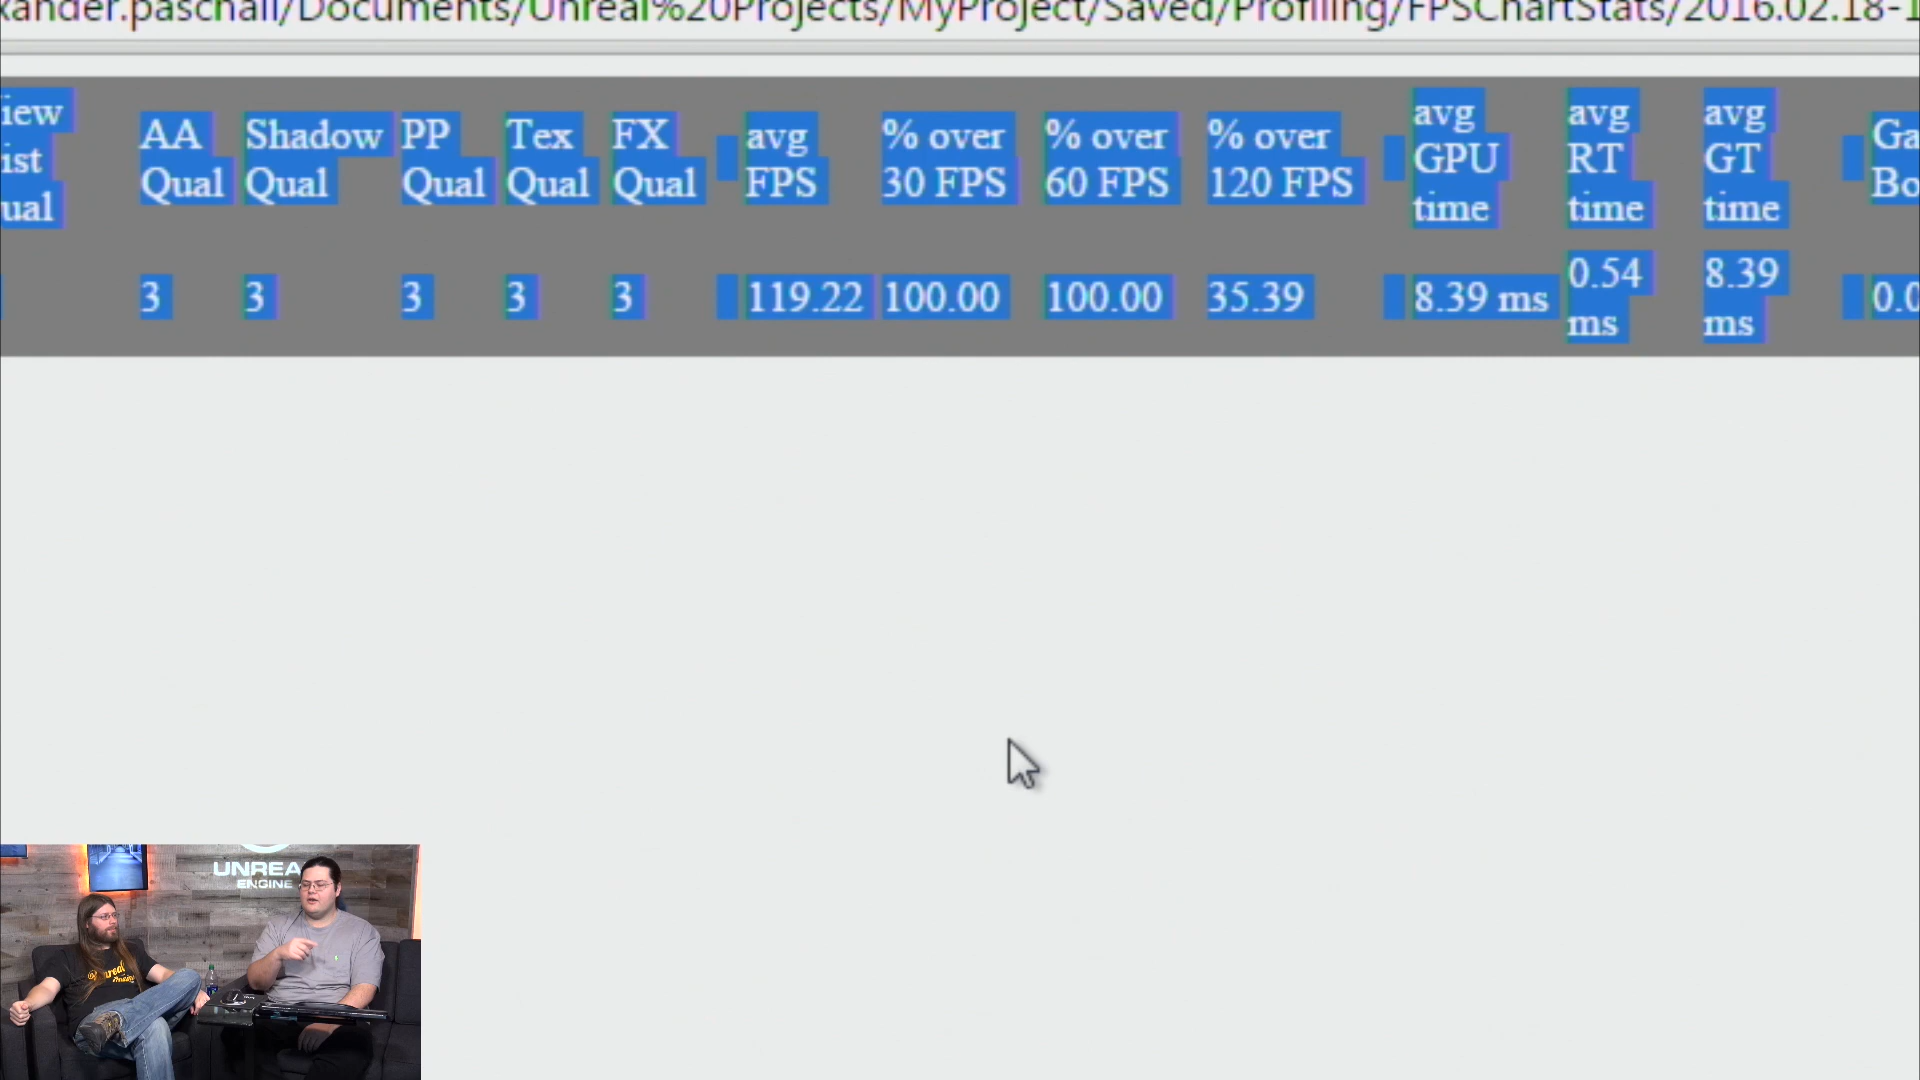 xander.paschall/Documents/Unreal%20Projects/MyProject/Saved/Profiling/FPSChartStats/2016.02.18-1
iew
ist
ual
AA
Qual
Shadow
Qual
PP
Qual
Tex
Qual
FX
Qual
avg
FPS
% over
30 FPS
% over
60 FPS
% over
120 FPS
avg
GPU
time
avg
RT
time
avg
GT
time
Ga
Bo
3
3
3
3
3
119.22
100.00
100.00
35.39
8.39 ms
0.54
ms
8.39
ms
0.0
UNREA
ENGINE